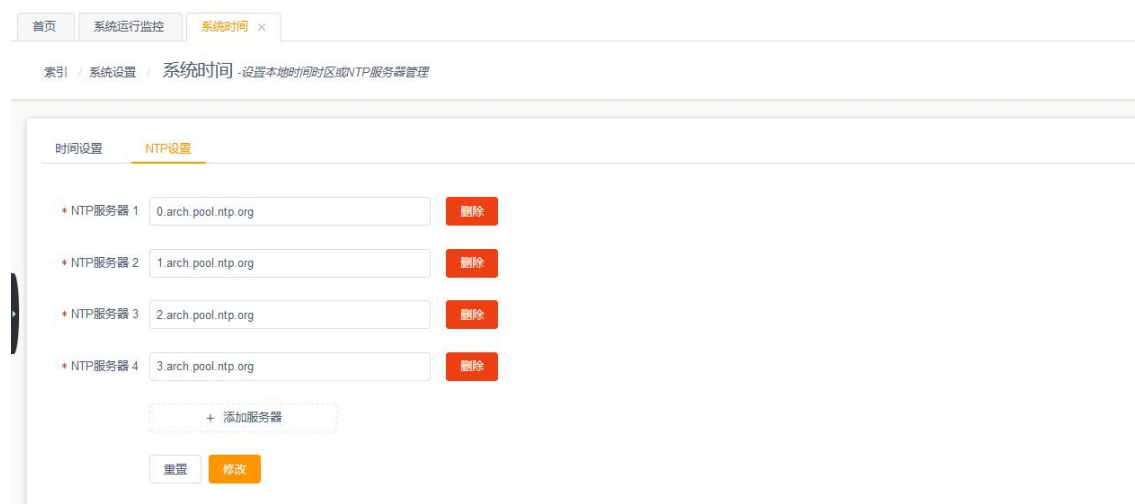 首页 系统运行监控 系统时间 ×
索引 / 系统设置 / 系统时间 -设置本地时间时区或NTP服务器管理
时间设置 NTP设置
* NTP服务器 1 0.arch.pool.ntp.org 删除
* NTP服务器 2 1.arch.pool.ntp.org 删除
* NTP服务器 3 2.arch.pool.ntp.org 删除
* NTP服务器 4 3.arch.pool.ntp.org 删除
+ 添加服务器
重置 修改